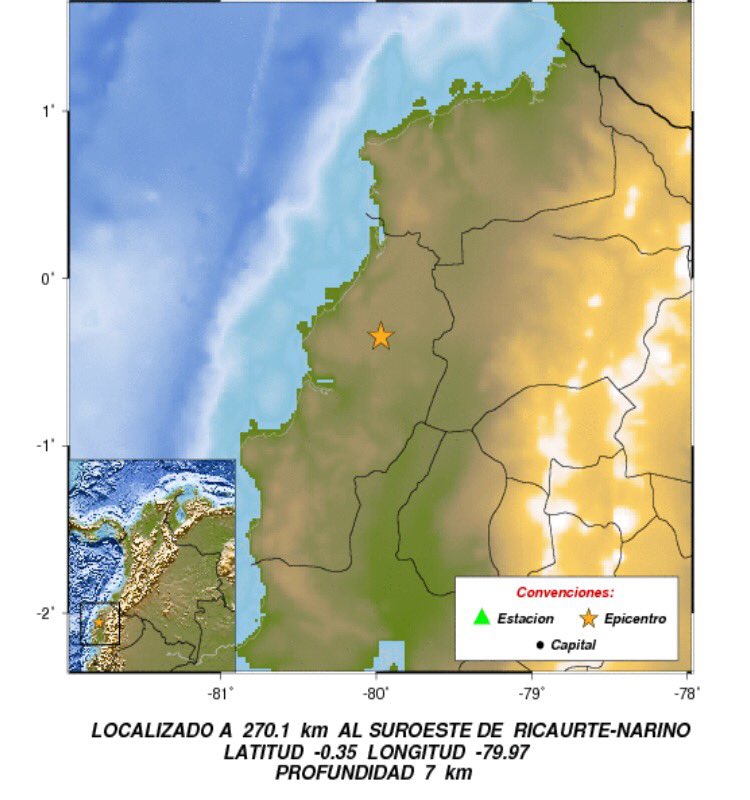 1˚
0˚
-1˚
-2˚
-81˚ -80˚ -79˚ -78˚
Convenciones:
Estacion Epicentro
Capital
LOCALIZADO A 270.1 km AL SUROESTE DE RICAURTE-NARINO
LATITUD -0.35 LONGITUD -79.97
PROFUNDIDAD 7 km